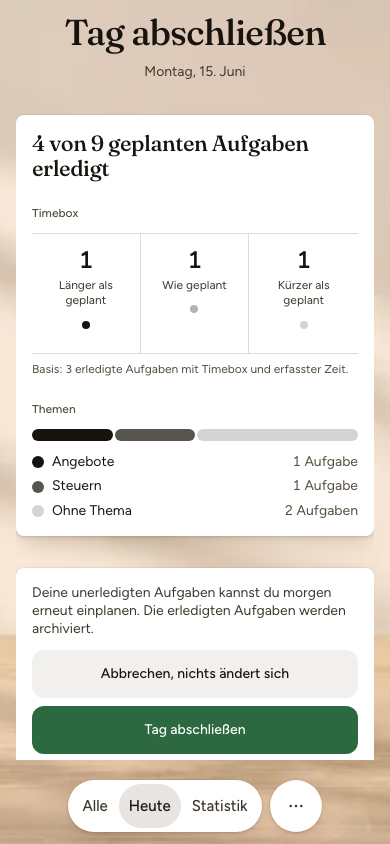 Tag abschließen
Montag, 15. Juni
4 von 9 geplanten Aufgaben
erledigt
Timebox
1
Länger als
geplant
1
Wie geplant
1
Kürzer als
geplant
Basis: 3 erledigte Aufgaben mit Timebox und erfasster Zeit.
Themen
Angebote 1 Aufgabe
Steuern 1 Aufgabe
Ohne Thema 2 Aufgaben
Deine unerledigten Aufgaben kannst du morgen
erneut einplanen. Die erledigten Aufgaben werden
archiviert.
Abbrechen, nichts ändert sich
Tag abschließen
Alle Heute Statistik ...